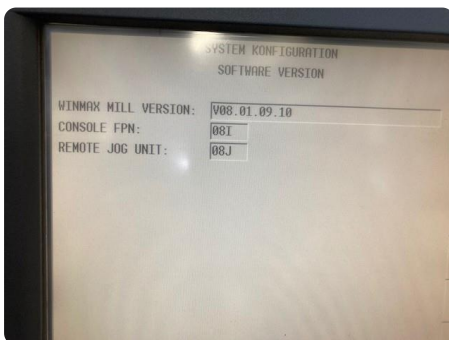 SYSTEM KONFIGURATION
SOFTWARE VERSION
WINMAX MILL VERSION: V08.01.09.10
CONSOLE FPN: 08I
REMOTE JOG UNIT: 08J